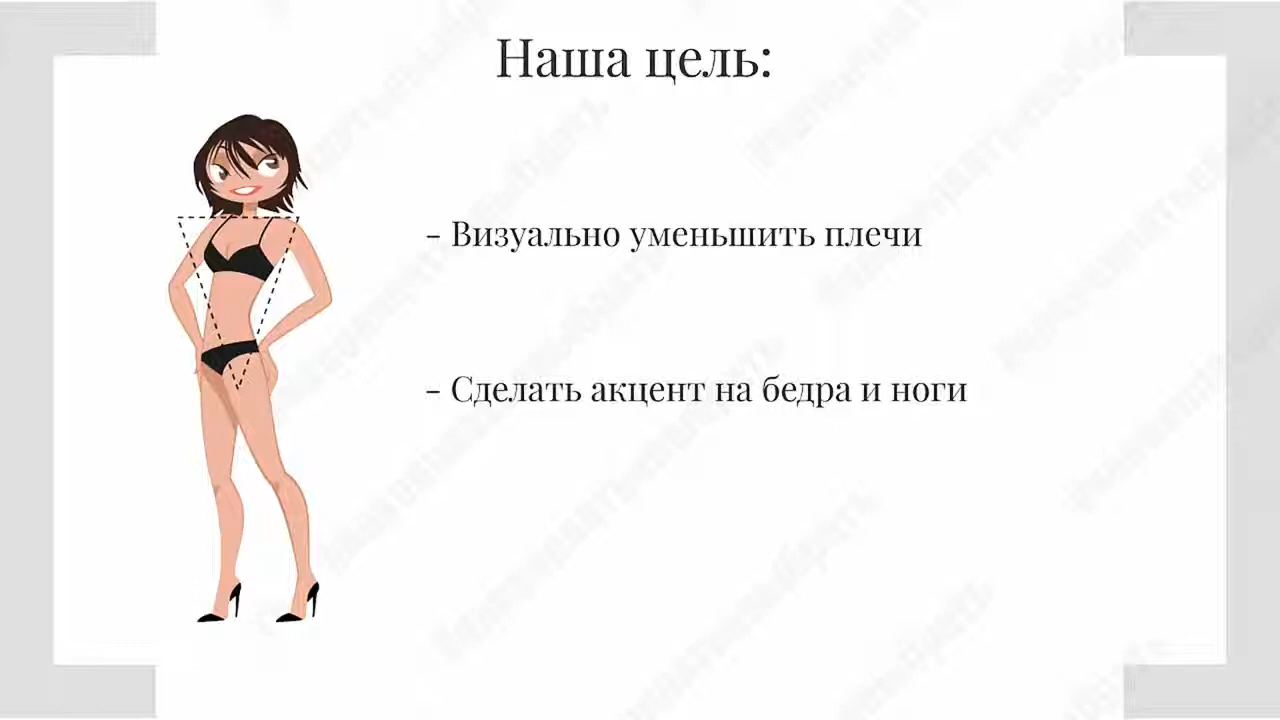 Наша цель:
- Визуально уменьшить плечи
- Сделать акцент на бедра и ноги